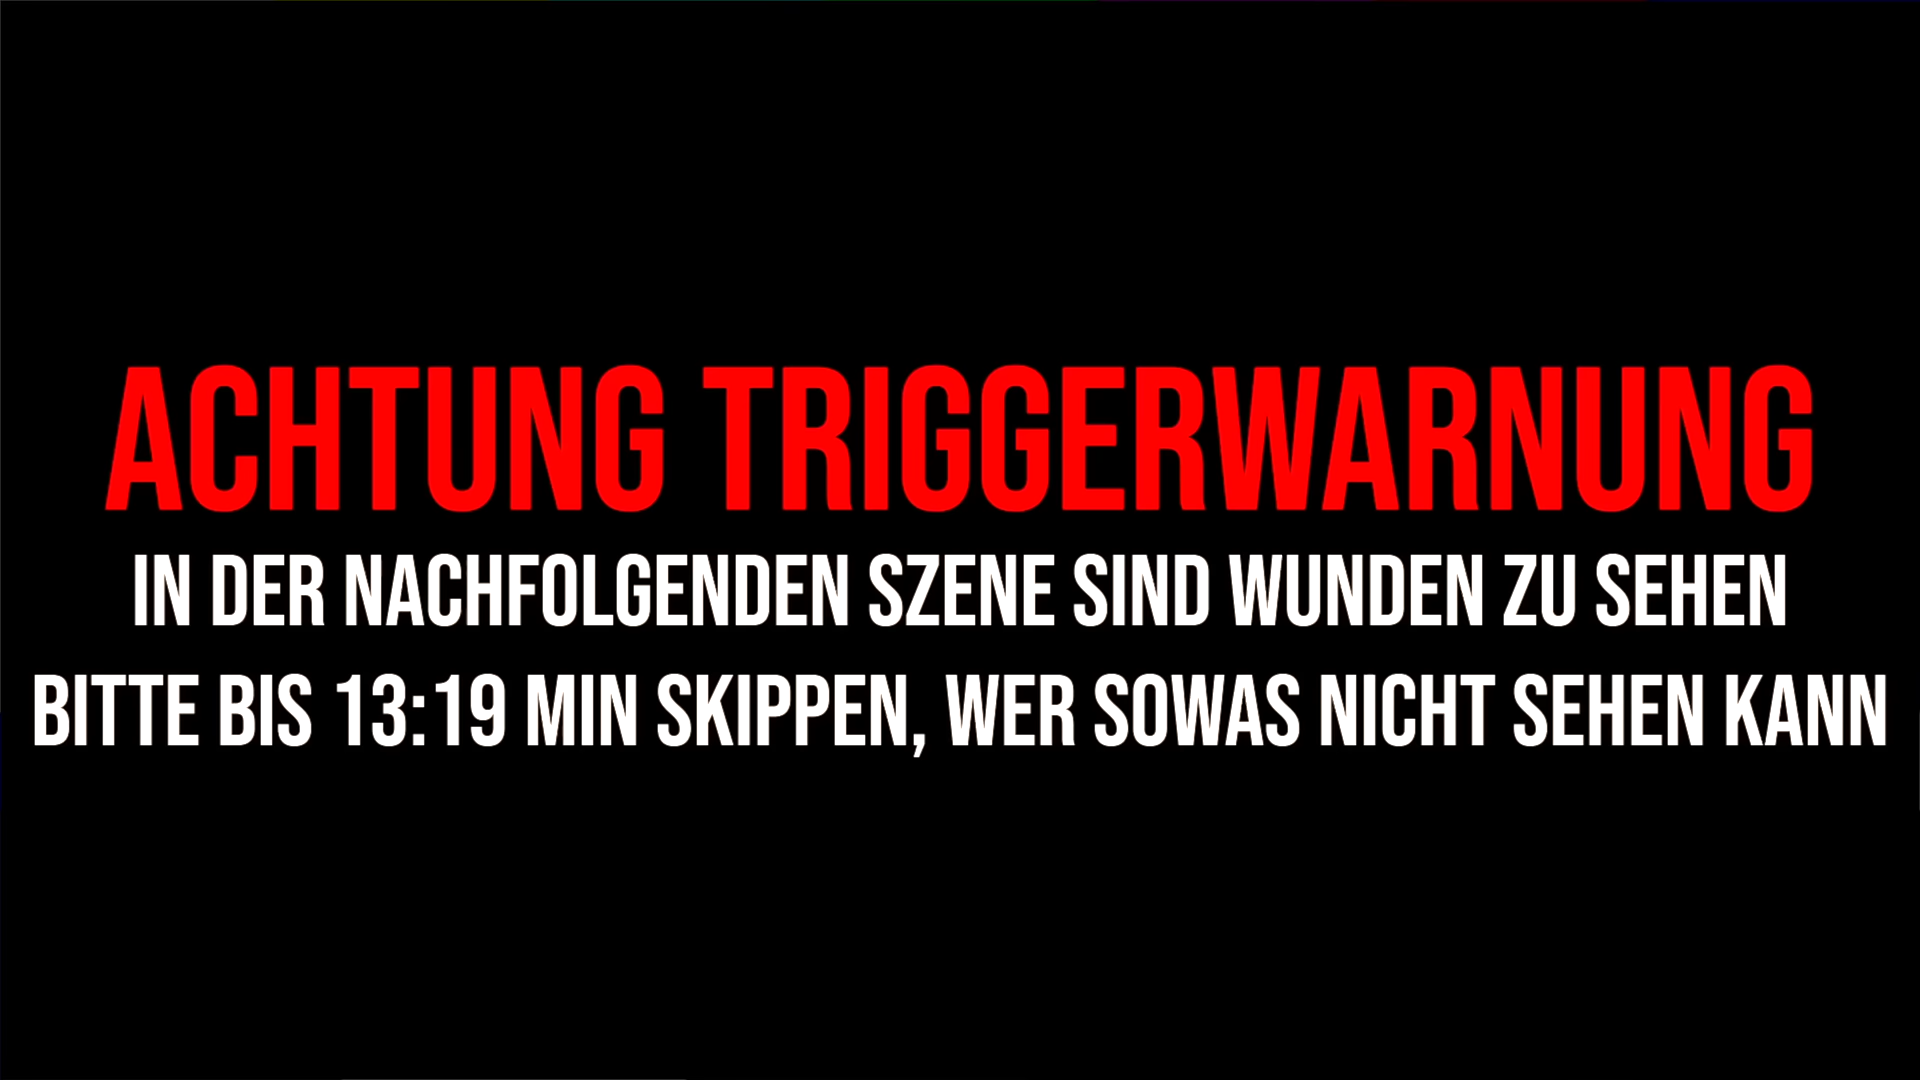 ACHTUNG TRIGGERWARNUNG
IN DER NACHFOLGENDEN SZENE SIND WUNDEN ZU SEHEN
BITTE BIS 13:19 MIN SKIPPEN, WER SOWAS NICHT SEHEN KANN